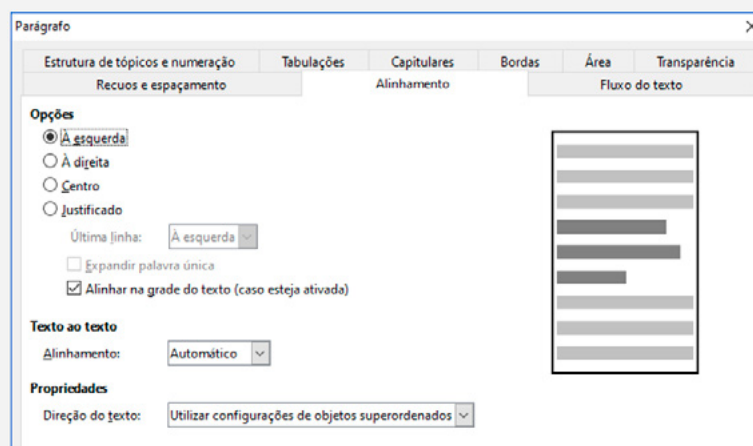 Parágrafo
Estrutura de tópicos e numeração Tabulações Capitulares Bordas Área Transparência
Recuos e espaçamento Alinhamento Fluxo do texto
Opções
À esquerda
À direita
Centro
Justificado
Última linha: À esquerda
Expandir palavra única
Alinhar na grade do texto (caso esteja ativada)
Texto ao texto
Alinhamento: Automático
Propriedades
Direção do texto: Utilizar configurações de objetos superordenados